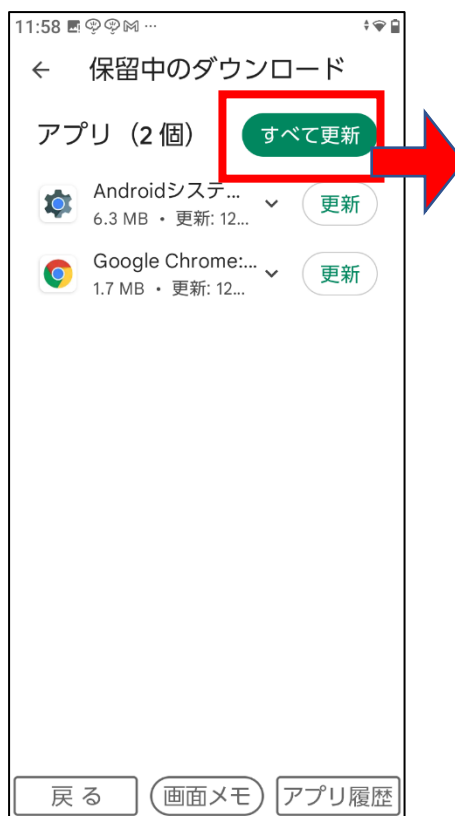 11:58
← 保留中のダウンロード
アプリ（2 個） すべて更新
Androidシステ... 更新
6.3 MB ・ 更新: 12...
Google Chrome:... 更新
1.7 MB ・ 更新: 12...
戻る 画面メモ アプリ履歴